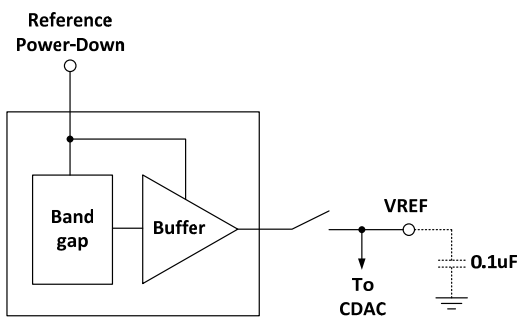 Reference
Power-Down
Band
gap
Buffer
VREF
To
CDAC
0.1uF